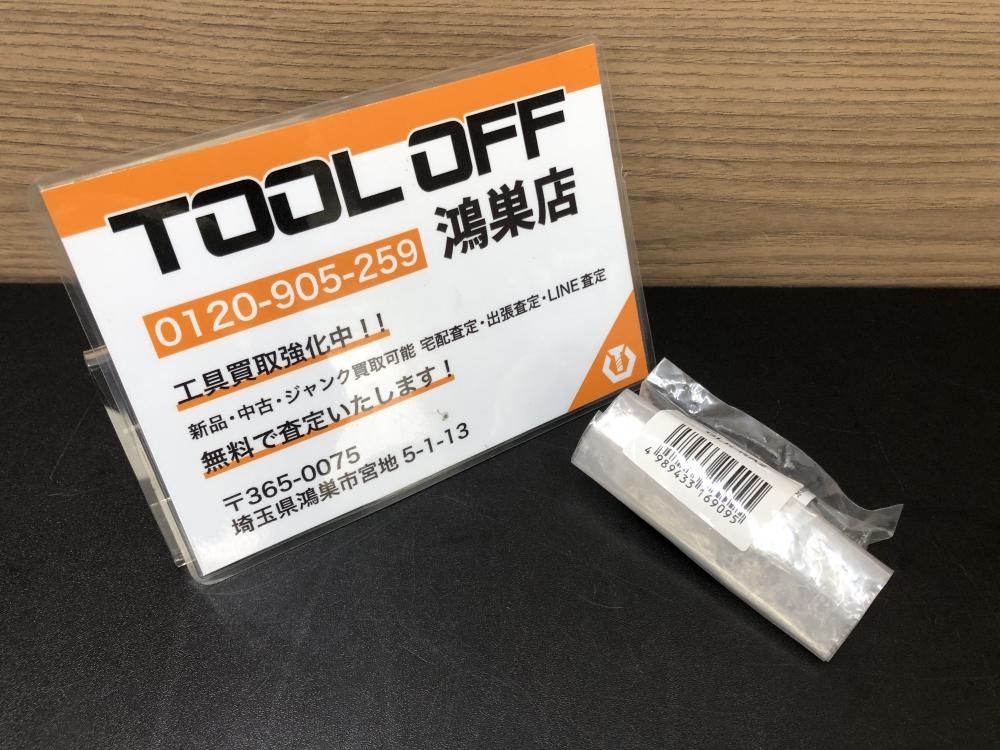 TOOL OFF
鴻巣店
0120-905-259
工具買取強化中！！
新品・中古・ジャンク買取可能 宅配査定・出張査定・LINE査定
無料で査定いたします！
〒365-0075
埼玉県鴻巣市宮地 5-1-13
4 989433 169095